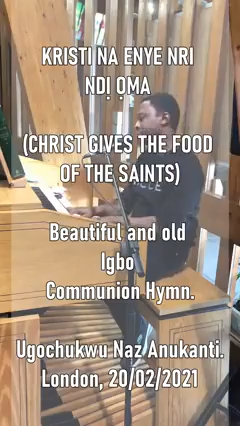 KRISTI NA ENYE NRI
NDỊ ỌMA
(CHRIST GIVES THE FOOD
OF THE SAINTS)
Beautiful and old
Igbo
Communion Hymn.
Ugochukwu Naz Anukanti.
London, 20/02/2021